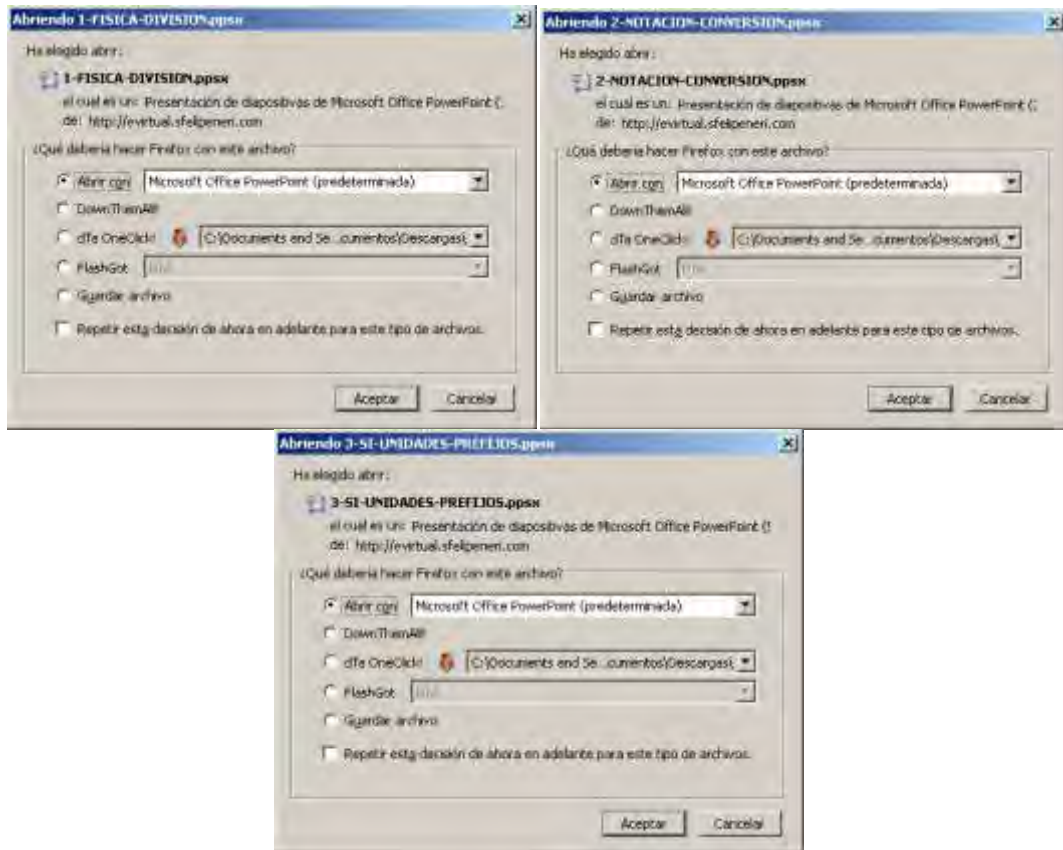 Abriendo 1-FISICA-DIVISION.ppsx
Ha elegido abrir:
1-FISICA-DIVISION.ppsx
el cual es un: Presentación de diapositivas de Microsoft Office PowerPoint (.
de: http://evirtual.sfelipeneri.com
¿Qué debería hacer Firefox con este archivo?
Abrir con Microsoft Office PowerPoint (predeterminada)
DownThemAll!
dTa OneClick! C:\Documents and Se...cumentos\Descargas\
FlashGot
Guardar archivo
Repetir esta decisión de ahora en adelante para este tipo de archivos.
Aceptar Cancelar
Abriendo 2-NOTACION-CONVERSION.ppsx
Ha elegido abrir:
2-NOTACION-CONVERSION.ppsx
el cual es un: Presentación de diapositivas de Microsoft Office PowerPoint (.
de: http://evirtual.sfelipeneri.com
¿Qué debería hacer Firefox con este archivo?
Abrir con Microsoft Office PowerPoint (predeterminada)
DownThemAll!
dTa OneClick! C:\Documents and Se...cumentos\Descargas\
FlashGot
Guardar archivo
Repetir esta decisión de ahora en adelante para este tipo de archivos.
Aceptar Cancelar
Abriendo 3-SI-UNIDADES-PREFIJOS.ppsx
Ha elegido abrir:
3-SI-UNIDADES-PREFIJOS.ppsx
el cual es un: Presentación de diapositivas de Microsoft Office PowerPoint (
de: http://evirtual.sfelipeneri.com
¿Qué debería hacer Firefox con este archivo?
Abrir con Microsoft Office PowerPoint (predeterminada)
DownThemAll!
dTa OneClick! C:\Documents and Se...cumentos\Descargas\
FlashGot
Guardar archivo
Repetir esta decisión de ahora en adelante para este tipo de archivos.
Aceptar Cancelar